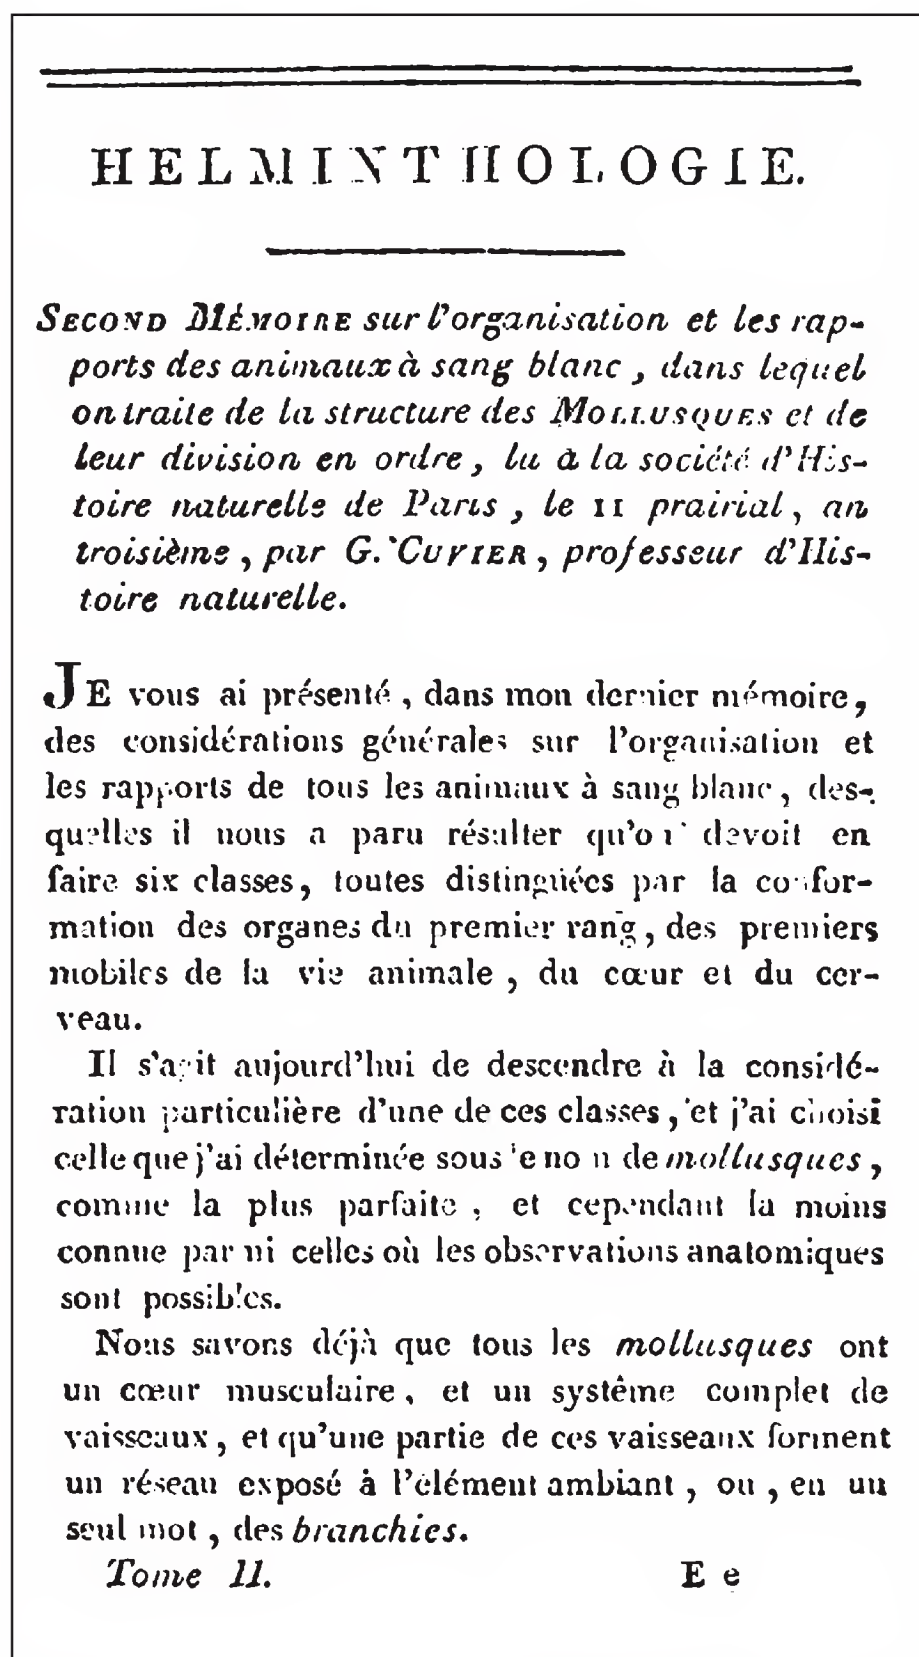 HELMINTHOLOGIE.
SECOND MÉMOIRE sur l'organisation et les rap-
ports des animaux à sang blanc, dans lequel
on traite de la structure des MOLLUSQUES et de
leur division en ordre, lu à la société d'His-
toire naturelle de Paris, le 11 prairial, an
troisième, par G. CUVIER, professeur d'His-
toire naturelle.
JE vous ai présenté, dans mon dernier mémoire,
des considérations générales sur l'organisation et
les rapports de tous les animaux à sang blanc, des-
quelles il nous a paru résulter qu'on devoit en
faire six classes, toutes distinguées par la confor-
mation des organes du premier rang, des premiers
mobiles de la vie animale, du cœur et du cer-
veau.
Il s'agit aujourd'hui de descendre à la considé-
ration particulière d'une de ces classes, et j'ai choisi
celle que j'ai déterminée sous le nom de mollusques,
comme la plus parfaite, et cependant la moins
connue parmi celles où les observations anatomiques
sont possibles.
Nous savons déjà que tous les mollusques ont
un cœur musculaire, et un systême complet de
vaisseaux, et qu'une partie de ces vaisseaux forment
un réseau exposé à l'élément ambiant, ou, en un
seul mot, des branchies.
Tome II. E e